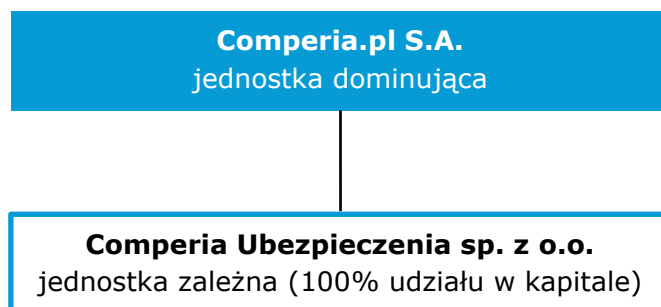 Comperia.pl S.A.
jednostka dominująca
Comperia Ubezpieczenia sp. z o.o.
jednostka zależna (100% udziału w kapitale)